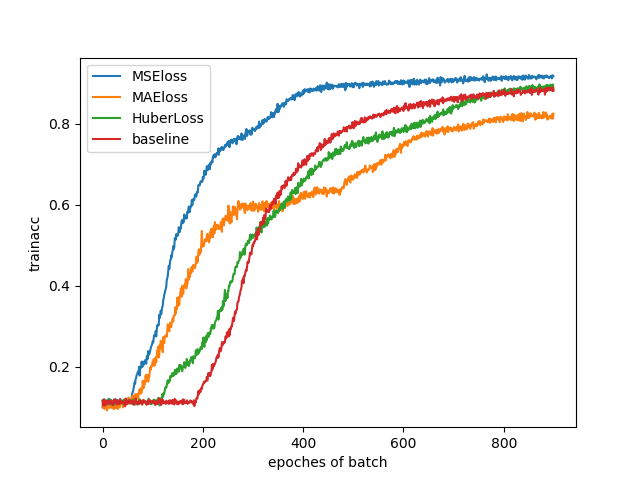 MSEloss
MAEloss
HuberLoss
baseline
trainacc
0.8
0.6
0.4
0.2
0 200 400 600 800
epoches of batch